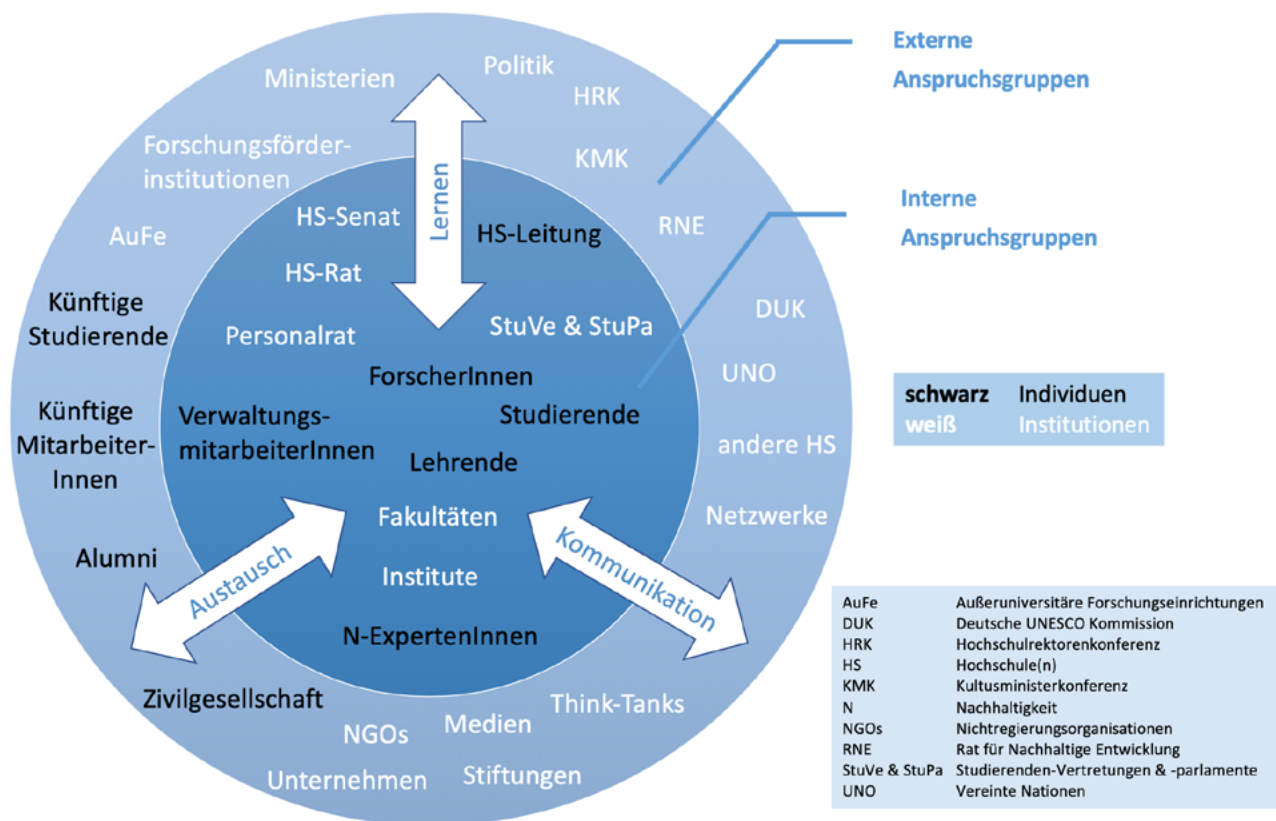 Externe
Anspruchsgruppen
Interne
Anspruchsgruppen
Ministerien
Politik
HRK
Forschungsförder-
institutionen
KMK
AuFe
RNE
Künftige
Studierende
DUK
Künftige
Mitarbeiter-
Innen
UNO
andere HS
Netzwerke
Alumni
Zivilgesellschaft
NGOs
Medien
Think-Tanks
Unternehmen
Stiftungen
Lernen
HS-Senat
HS-Leitung
HS-Rat
Personalrat
StuVe & StuPa
ForscherInnen
Verwaltungs-
mitarbeiterInnen
Studierende
Lehrende
Fakultäten
Institute
N-ExpertenInnen
Austausch
Kommunikation
schwarz Individuen
weiß Institutionen
AuFe Außeruniversitäre Forschungseinrichtungen
DUK Deutsche UNESCO Kommission
HRK Hochschulrektorenkonferenz
HS Hochschule(n)
KMK Kultusministerkonferenz
N Nachhaltigkeit
NGOs Nichtregierungsorganisationen
RNE Rat für Nachhaltige Entwicklung
StuVe & StuPa Studierenden-Vertretungen & -parlamente
UNO Vereinte Nationen